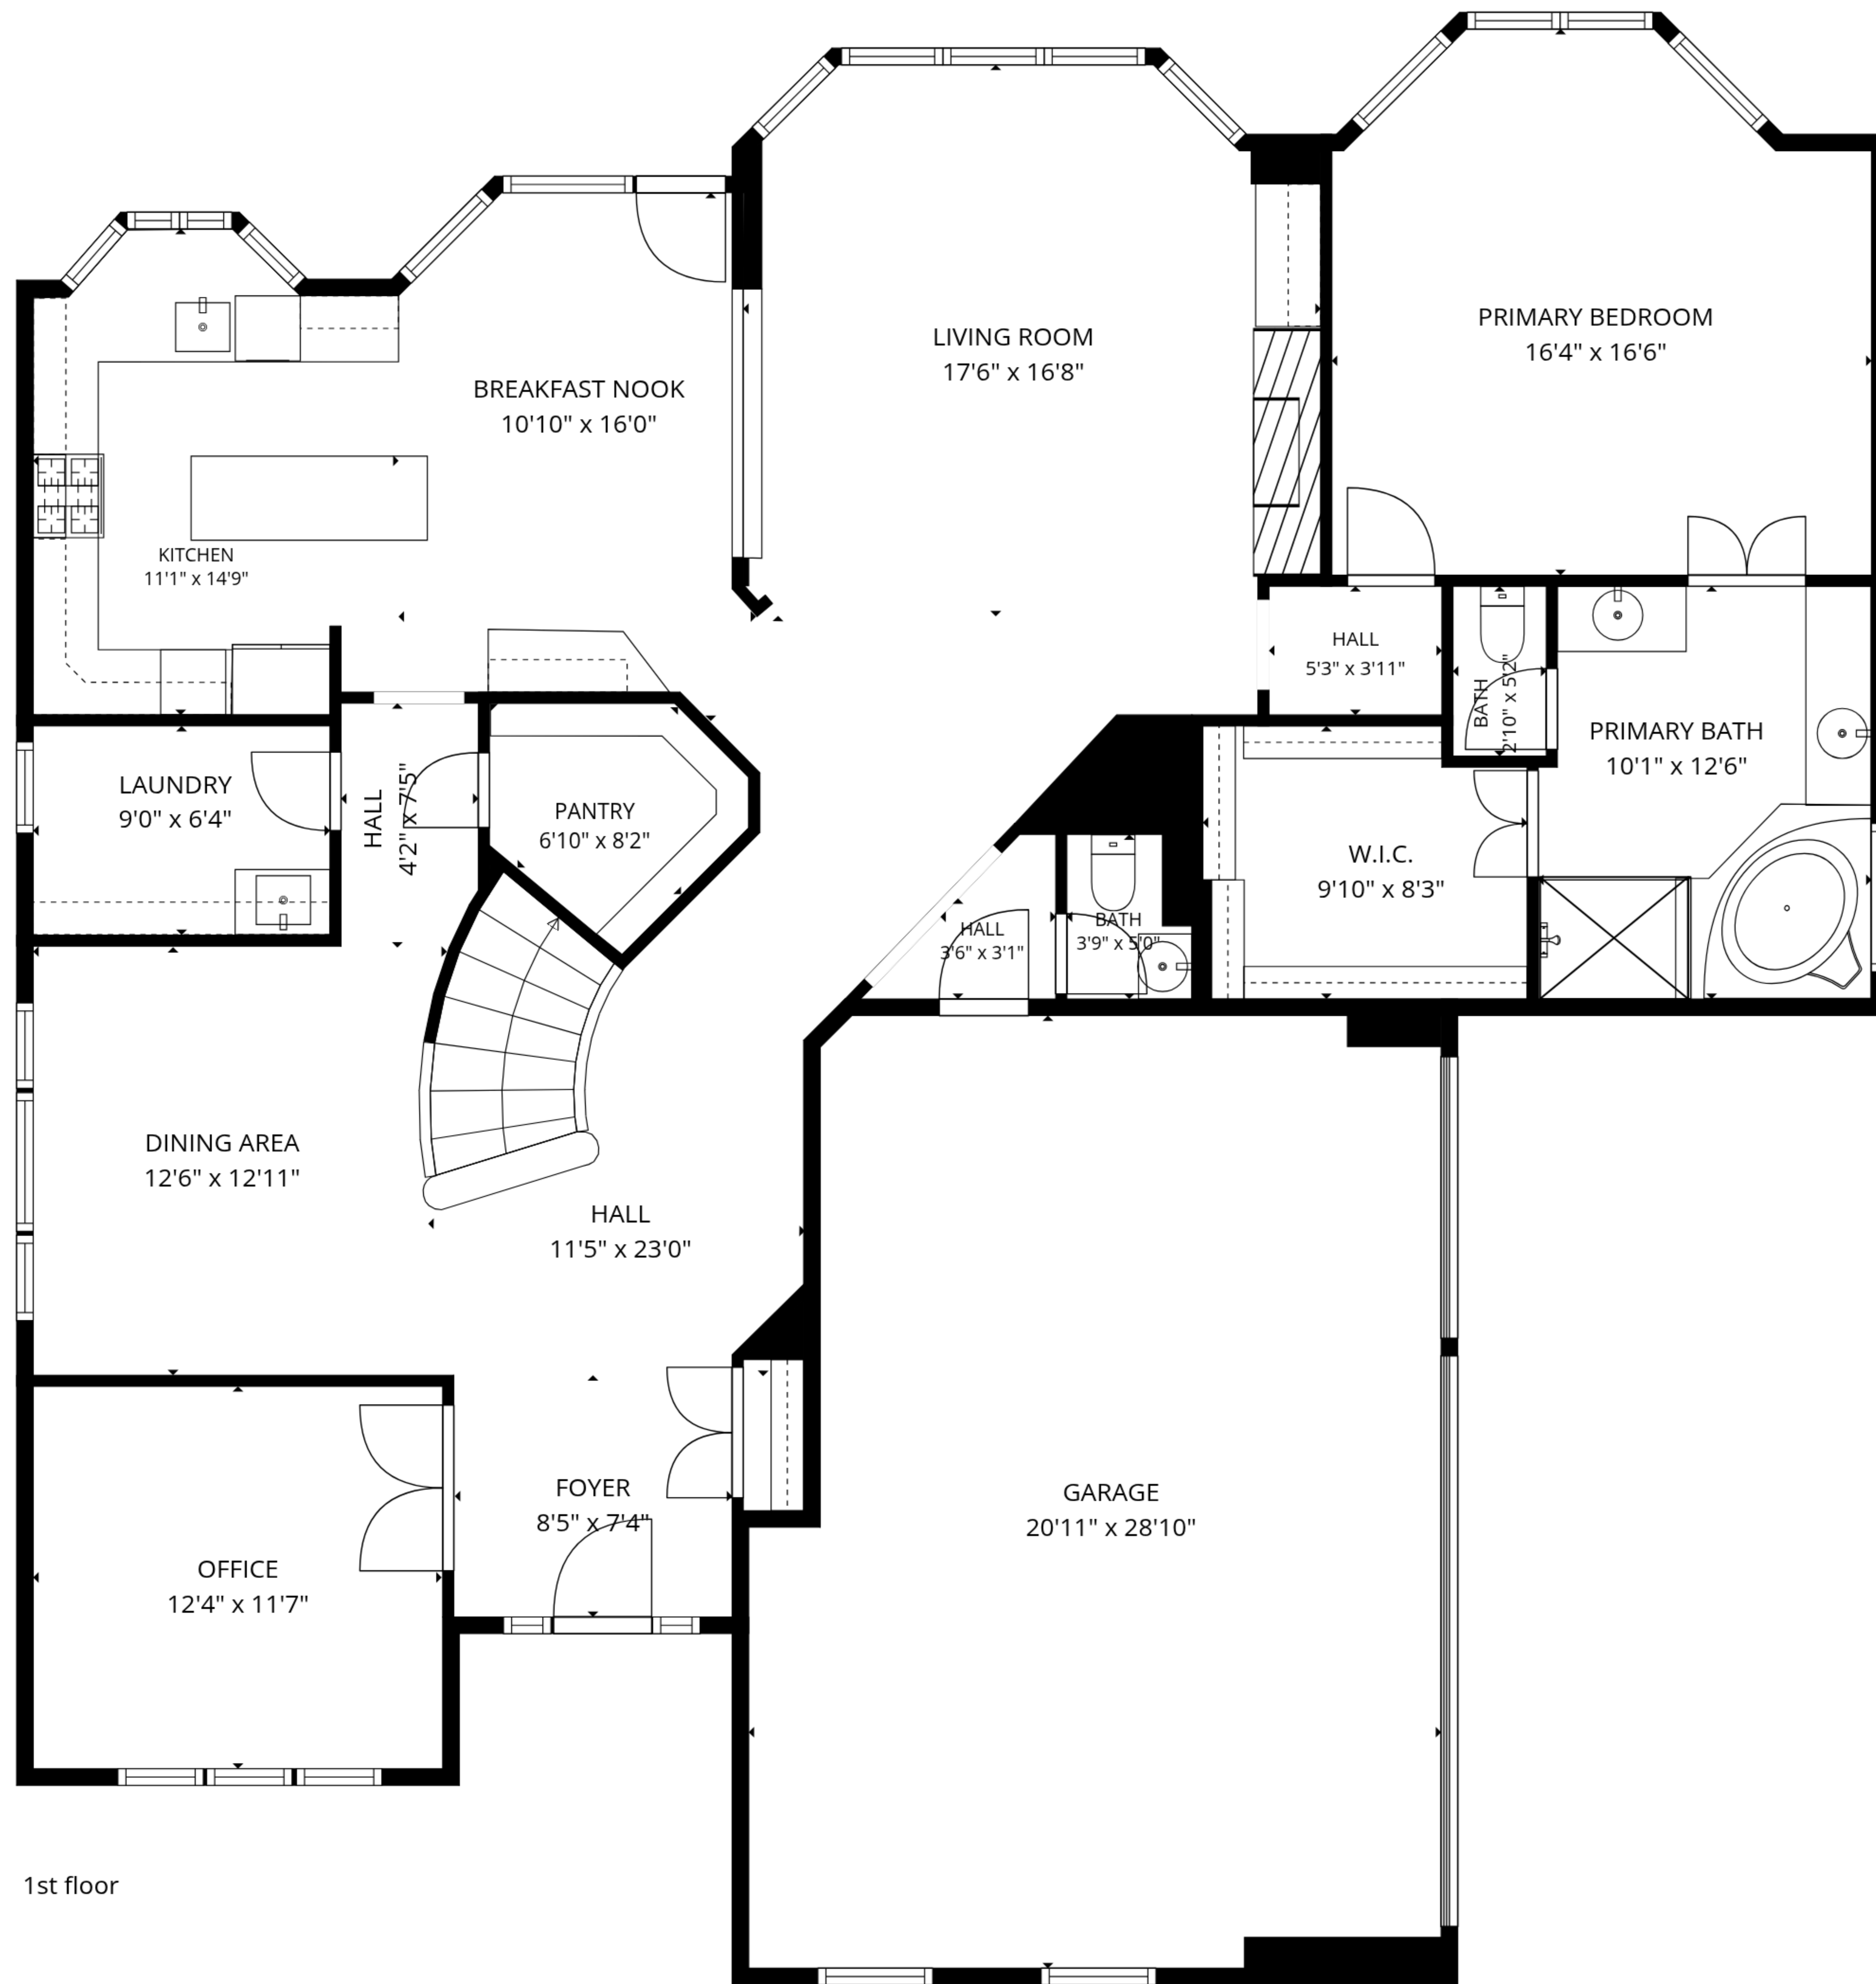 PRIMARY BEDROOM
16'4" x 16'6"
LIVING ROOM
17'6" x 16'8"
BREAKFAST NOOK
10'10" x 16'0"
KITCHEN
11'1" x 14'9"
HALL
5'3" x 3'11"
BATH
2'10" x 5'2"
PRIMARY BATH
10'1" x 12'6"
LAUNDRY
9'0" x 6'4"
HALL
4'2" x 7'5"
PANTRY
6'10" x 8'2"
W.I.C.
9'10" x 8'3"
HALL
3'6" x 3'1"
BATH
3'9" x 5'0"
DINING AREA
12'6" x 12'11"
HALL
11'5" x 23'0"
FOYER
8'5" x 7'4"
GARAGE
20'11" x 28'10"
OFFICE
12'4" x 11'7"
1st floor